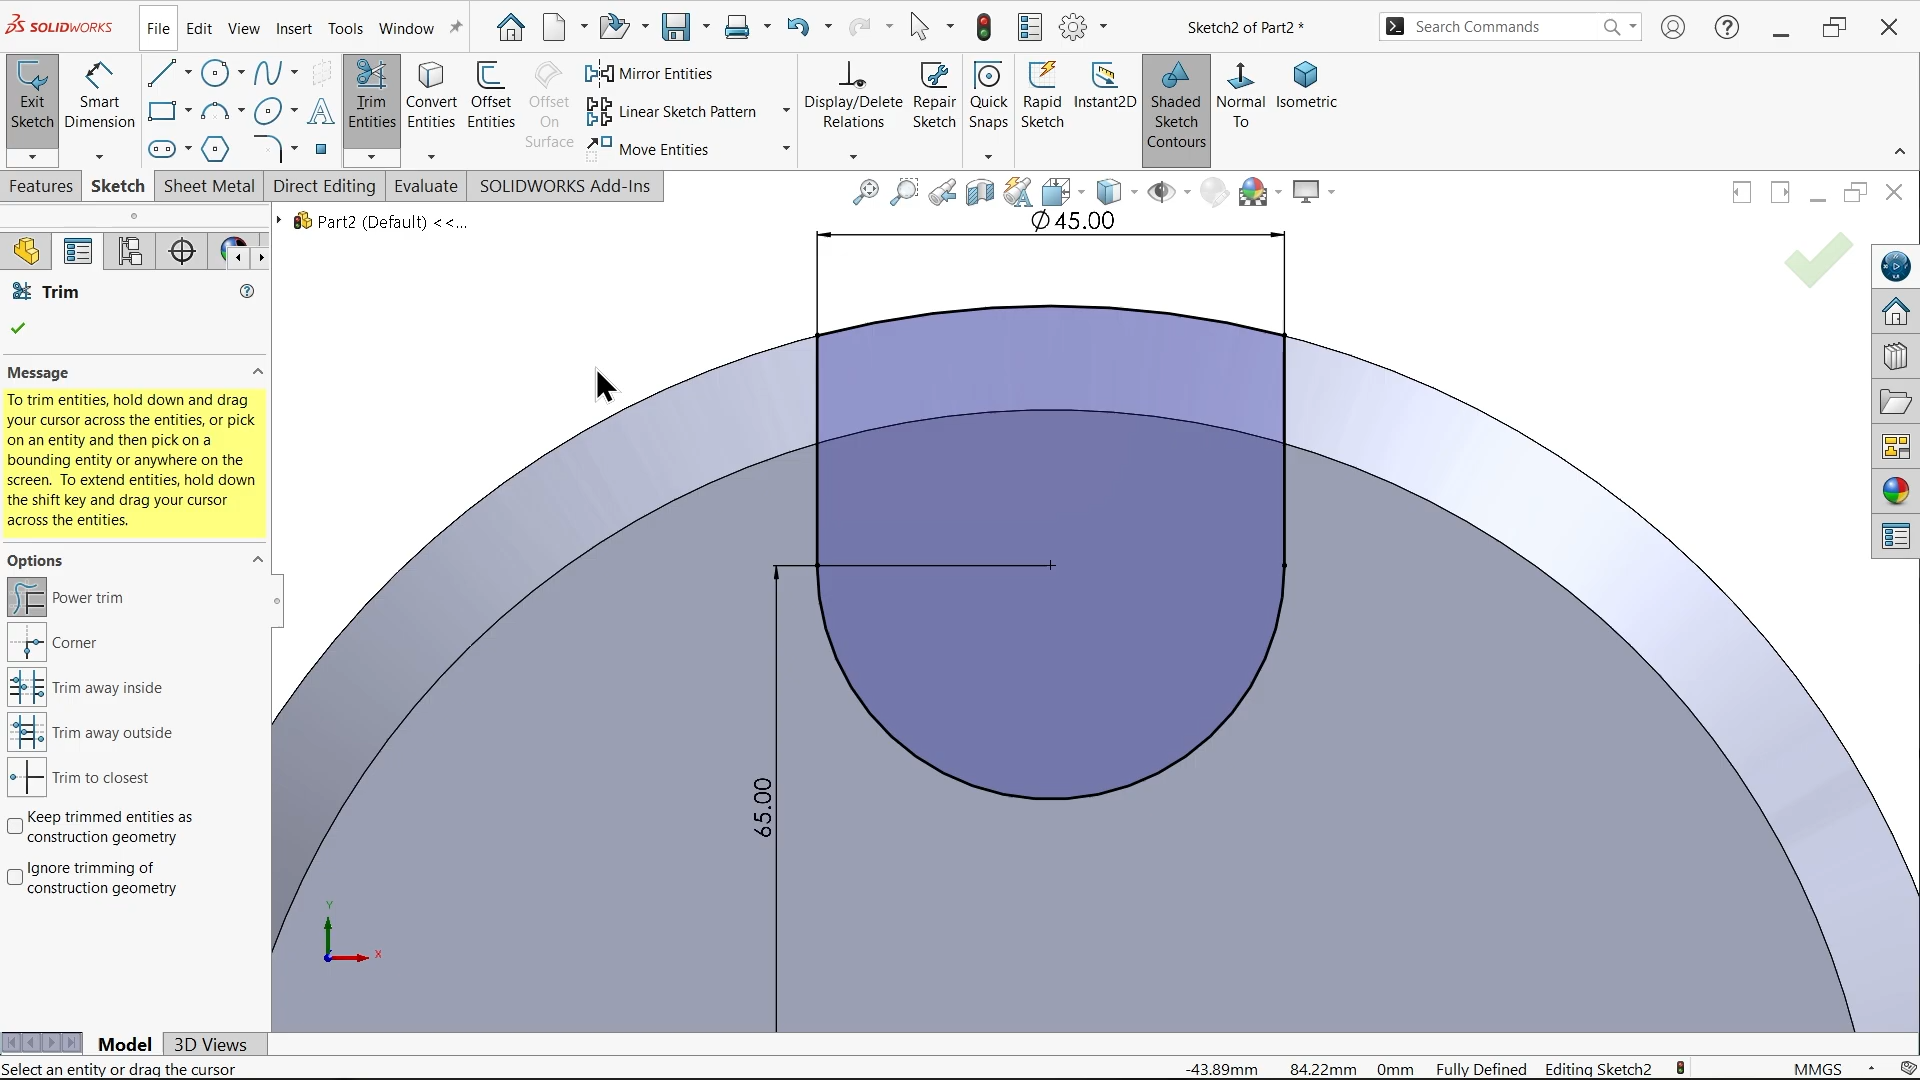 SOLIDWORKS
File Edit View Insert Tools Window
Sketch2 of Part2 *
Search Commands
Exit Sketch
Smart Dimension
Trim Entities
Convert Entities
Offset Entities
Offset On Surface
Mirror Entities
Linear Sketch Pattern
Move Entities
Display/Delete Relations
Repair Sketch
Quick Snaps
Rapid Sketch
Instant2D
Shaded Sketch Contours
Normal To
Isometric
Features Sketch Sheet Metal Direct Editing Evaluate SOLIDWORKS Add-Ins
Part2 (Default) <<...
Ø45.00
Trim
Message
To trim entities, hold down and drag
your cursor across the entities, or pick
on an entity and then pick on a
bounding entity or anywhere on the
screen. To extend entities, hold down
the shift key and drag your cursor
across the entities.
Options
Power trim
Corner
Trim away inside
Trim away outside
Trim to closest
Keep trimmed entities as
construction geometry
Ignore trimming of
construction geometry
65.00
Y
X
Model 3D Views
Select an entity or drag the cursor
-43.89mm 84.22mm 0mm Fully Defined Editing Sketch2 MMGS